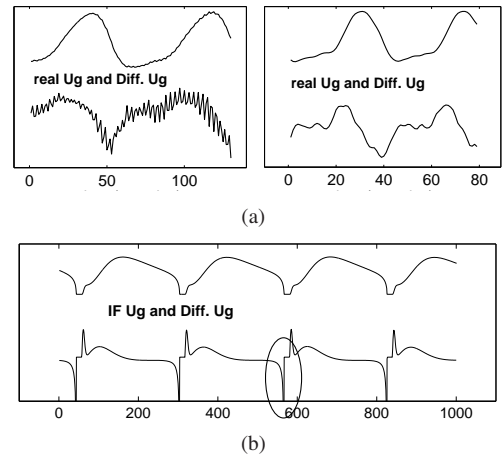 real Ug and Diff. Ug
0 50 100
real Ug and Diff. Ug
0 20 40 60 80
(a)
IF Ug and Diff. Ug
0 200 400 600 800 1000
(b)